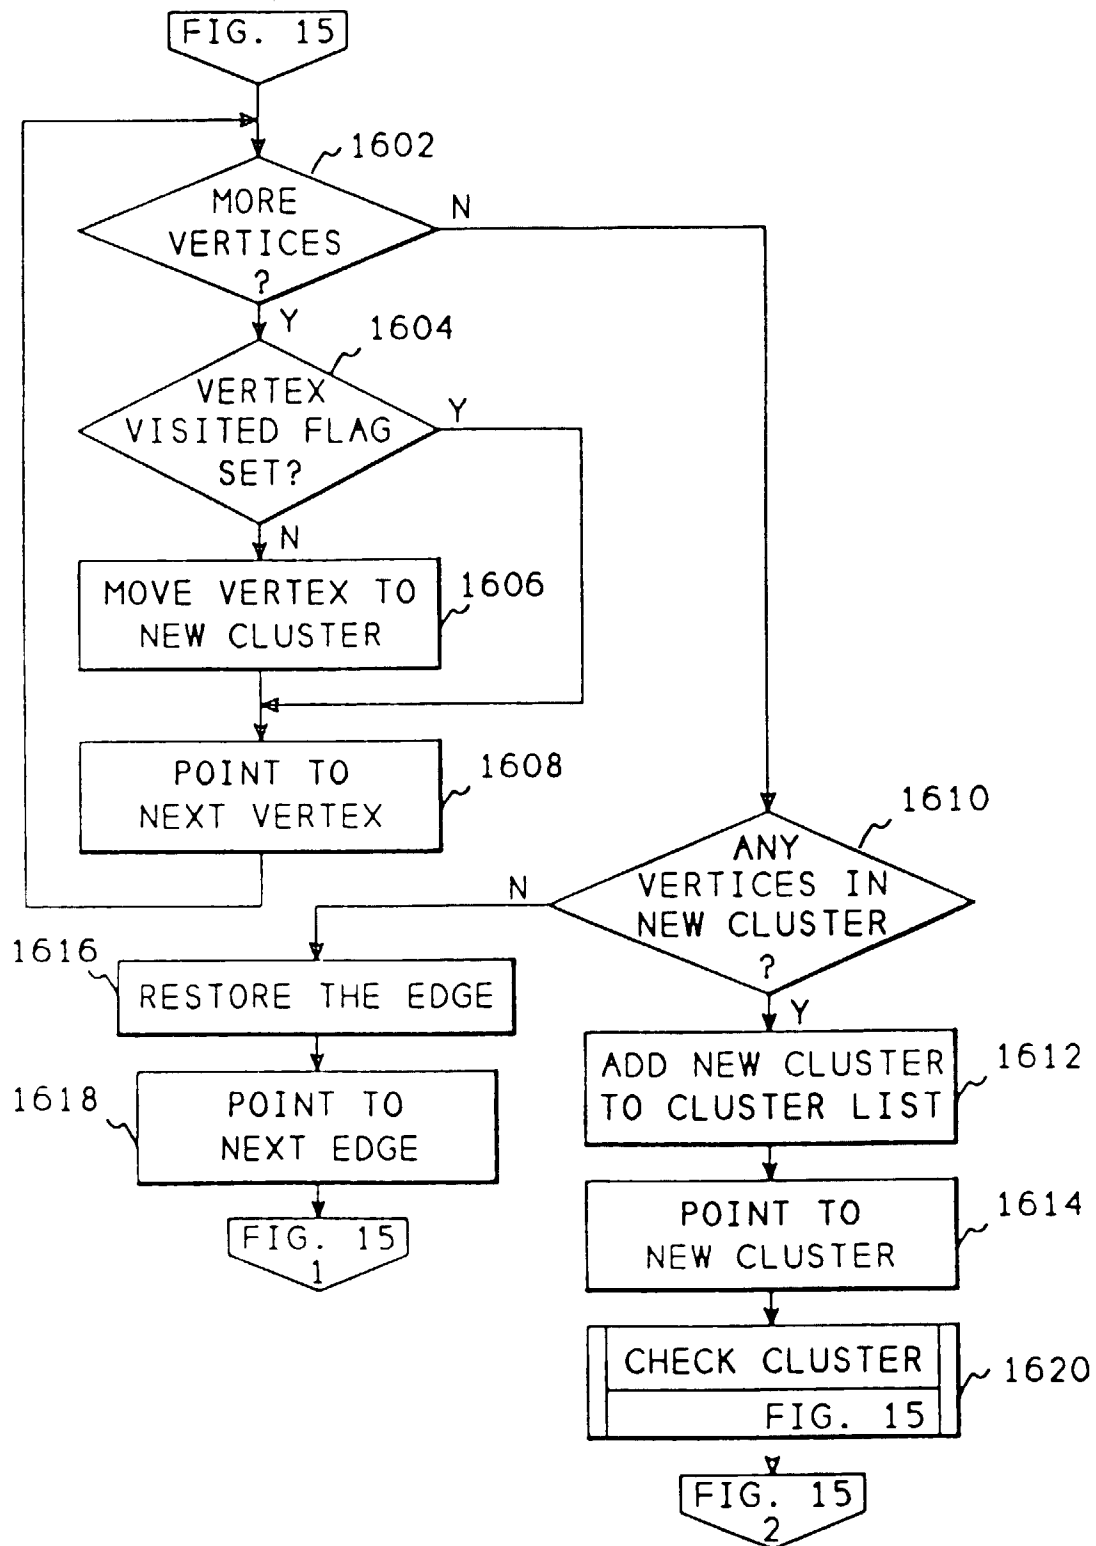 FIG. 15
1602
MORE
VERTICES
?
N
Y
1604
VERTEX
VISITED FLAG
SET?
Y
N
1606
MOVE VERTEX TO
NEW CLUSTER
1608
POINT TO
NEXT VERTEX
1610
ANY
VERTICES IN
NEW CLUSTER
?
N
Y
1616
RESTORE THE EDGE
1612
ADD NEW CLUSTER
TO CLUSTER LIST
1618
POINT TO
NEXT EDGE
1614
POINT TO
NEW CLUSTER
FIG. 15
1
CHECK CLUSTER
1620
FIG. 15
FIG. 15
2